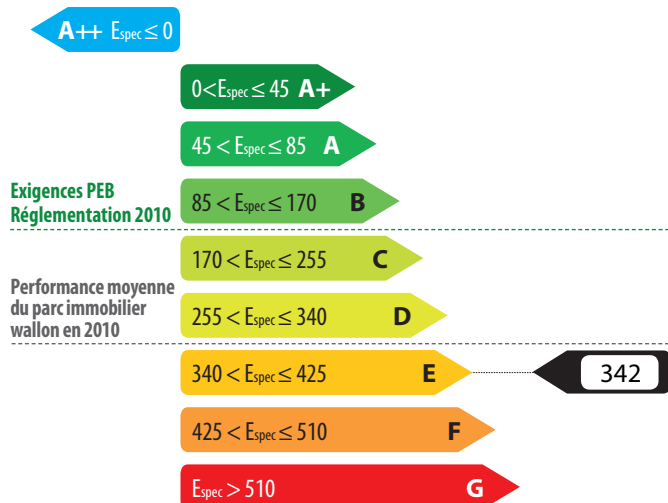 A++ Espec ≤ 0
0<Espec ≤ 45 A+
45 < Espec ≤ 85 A
Exigences PEB
Réglementation 2010
85 < Espec ≤ 170 B
170 < Espec ≤ 255 C
Performance moyenne
du parc immobilier
wallon en 2010
255 < Espec ≤ 340 D
340 < Espec ≤ 425 E
342
425 < Espec ≤ 510 F
Espec > 510 G